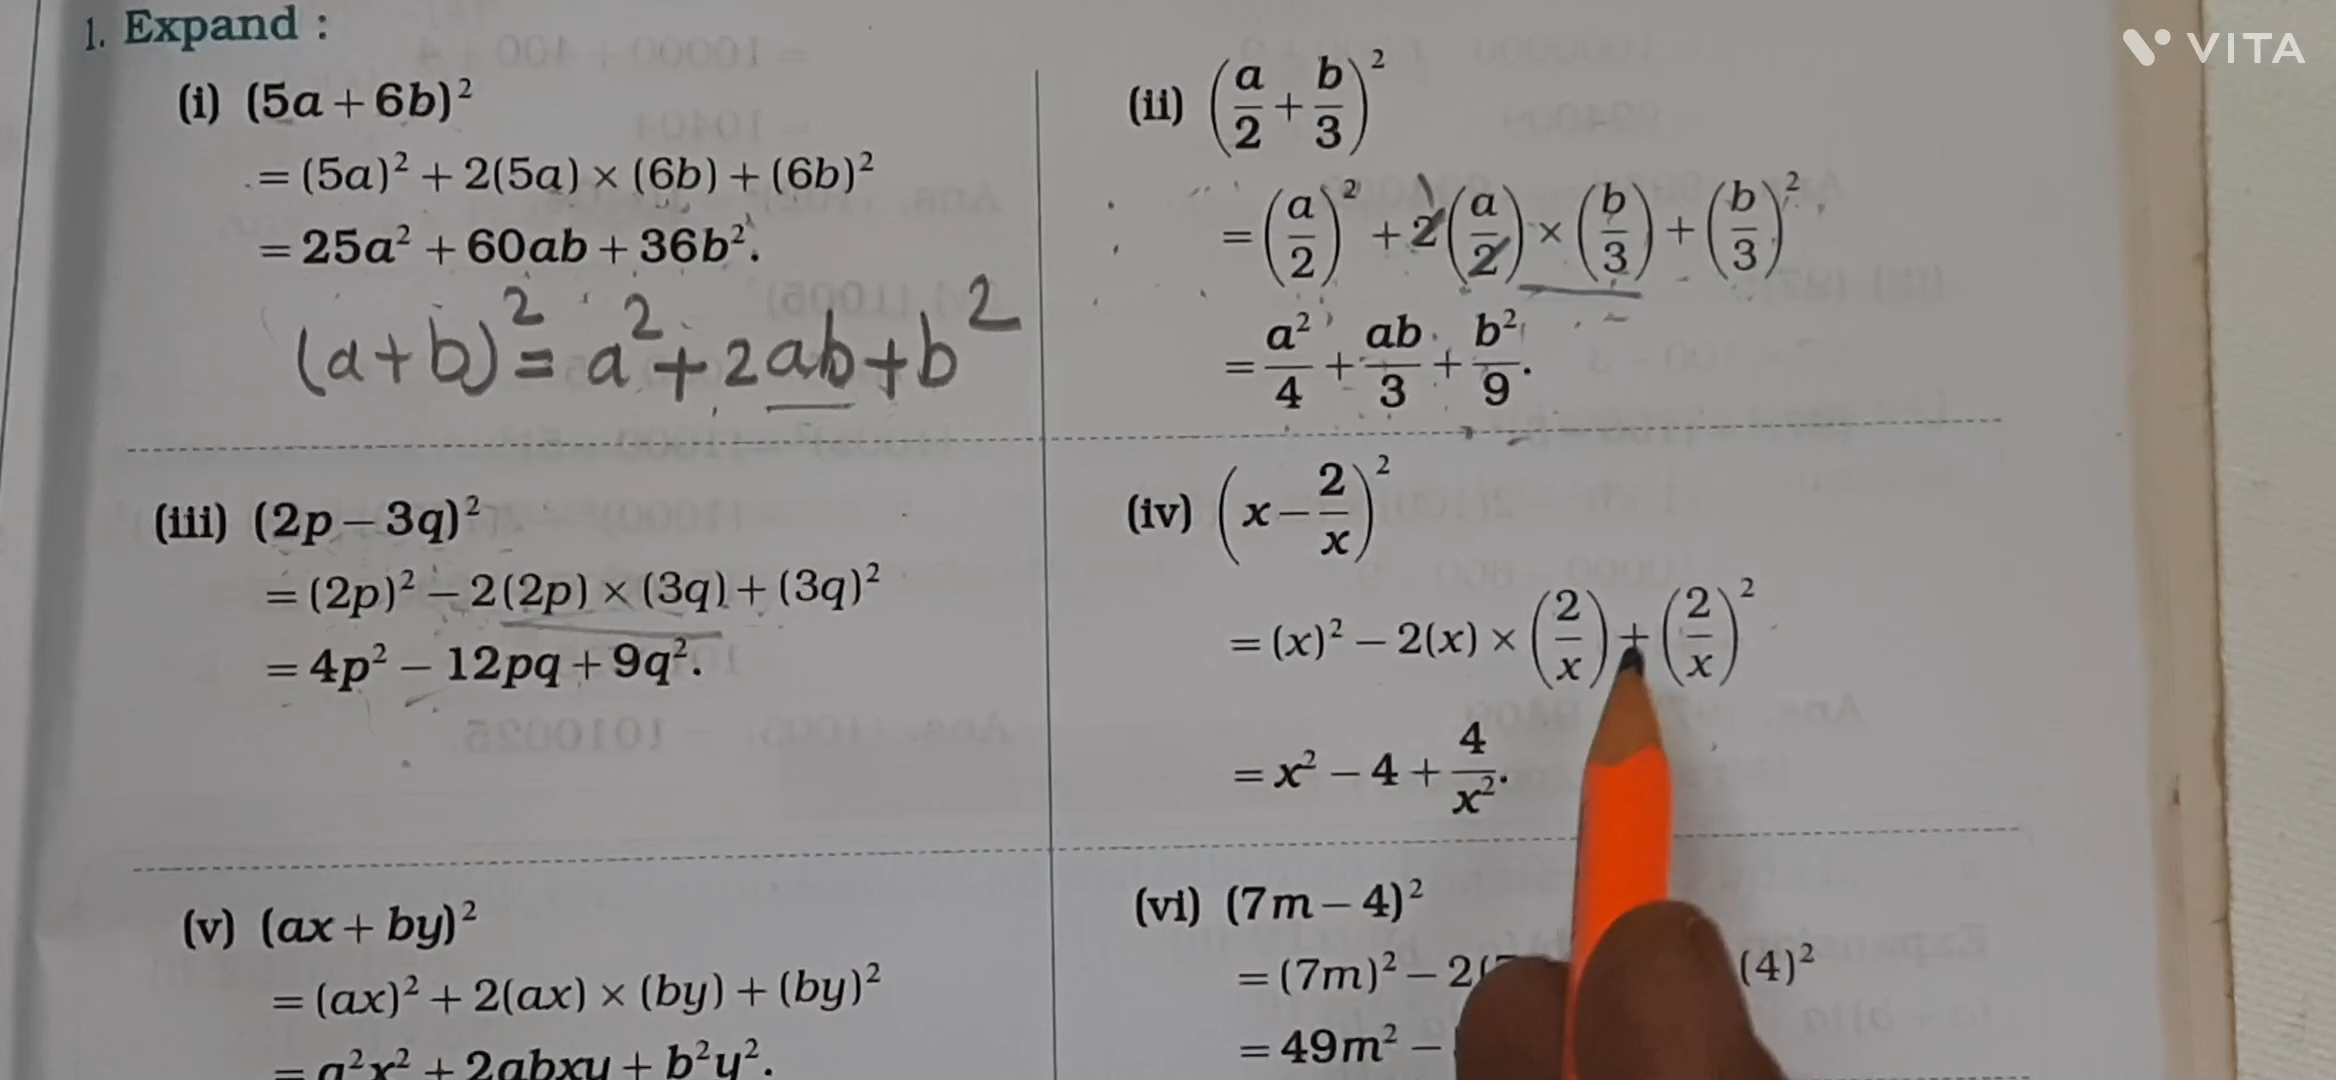 VITA
1. Expand :
(i) (5a + 6b)²
= (5a)² + 2(5a) × (6b) + (6b)²
= 25a² + 60ab + 36b².
(a+b)² = a² + 2ab + b²
(ii) (a/2 + b/3)²
= (a/2)² + 2(a/2) × (b/3) + (b/3)²
= a²/4 + ab/3 + b²/9.
(iii) (2p – 3q)²
= (2p)² – 2(2p) × (3q) + (3q)²
= 4p² – 12pq + 9q².
(iv) (x – 2/x)²
= (x)² – 2(x) × (2/x) + (2/x)²
= x² – 4 + 4/x².
(v) (ax + by)²
= (ax)² + 2(ax) × (by) + (by)²
= a²x² + 2abxy + b²y².
(vi) (7m – 4)²
= (7m)² – 2( (4)²
= 49m² –